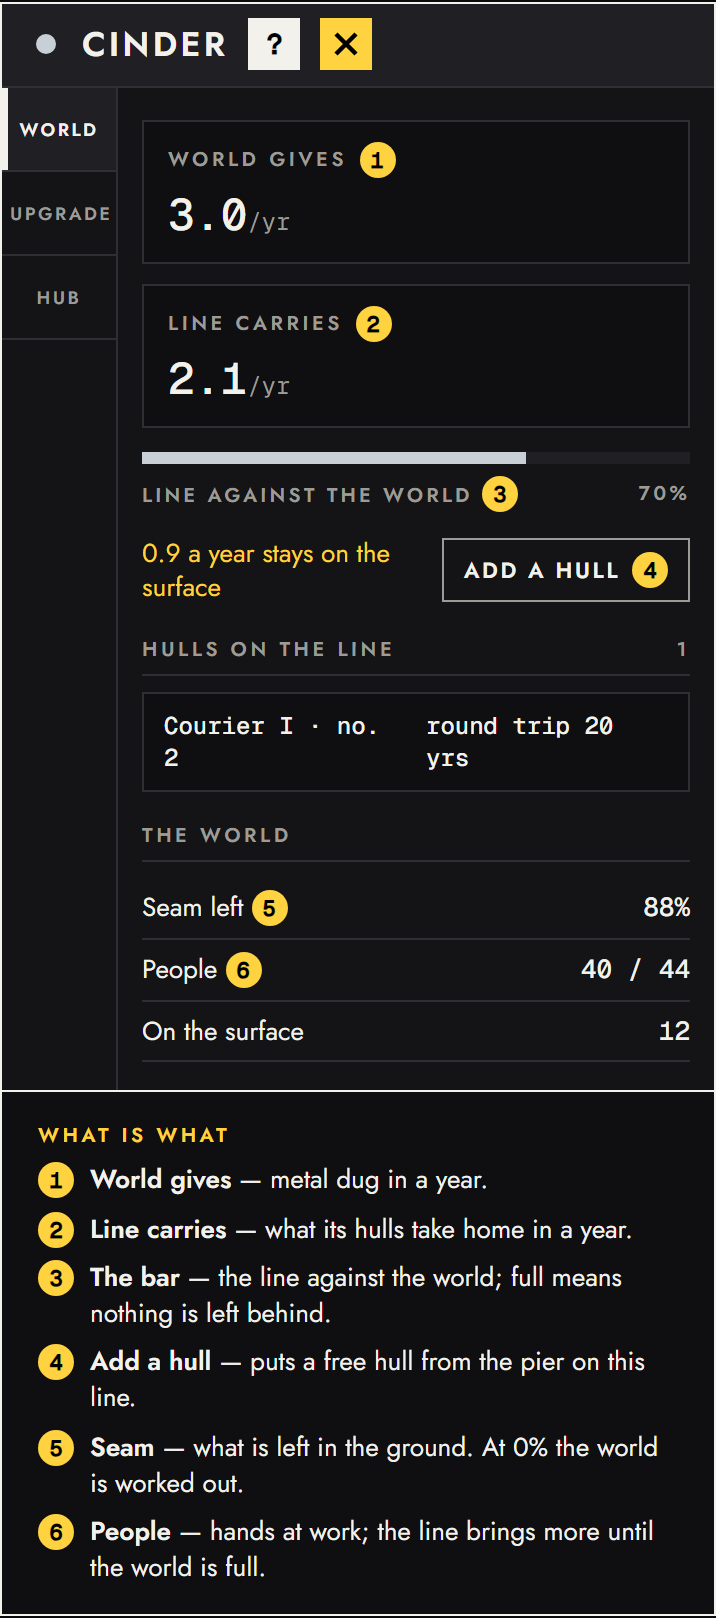 CINDER ? ✕
WORLD
UPGRADE
HUB
WORLD GIVES 1
3.0/yr
LINE CARRIES 2
2.1/yr
LINE AGAINST THE WORLD 3 70%
0.9 a year stays on the
surface
ADD A HULL 4
HULLS ON THE LINE 1
Courier I · no.
2
round trip 20
yrs
THE WORLD
Seam left 5 88%
People 6 40 / 44
On the surface 12
WHAT IS WHAT
1 World gives — metal dug in a year.
2 Line carries — what its hulls take home in a year.
3 The bar — the line against the world; full means
nothing is left behind.
4 Add a hull — puts a free hull from the pier on this
line.
5 Seam — what is left in the ground. At 0% the world
is worked out.
6 People — hands at work; the line brings more until
the world is full.